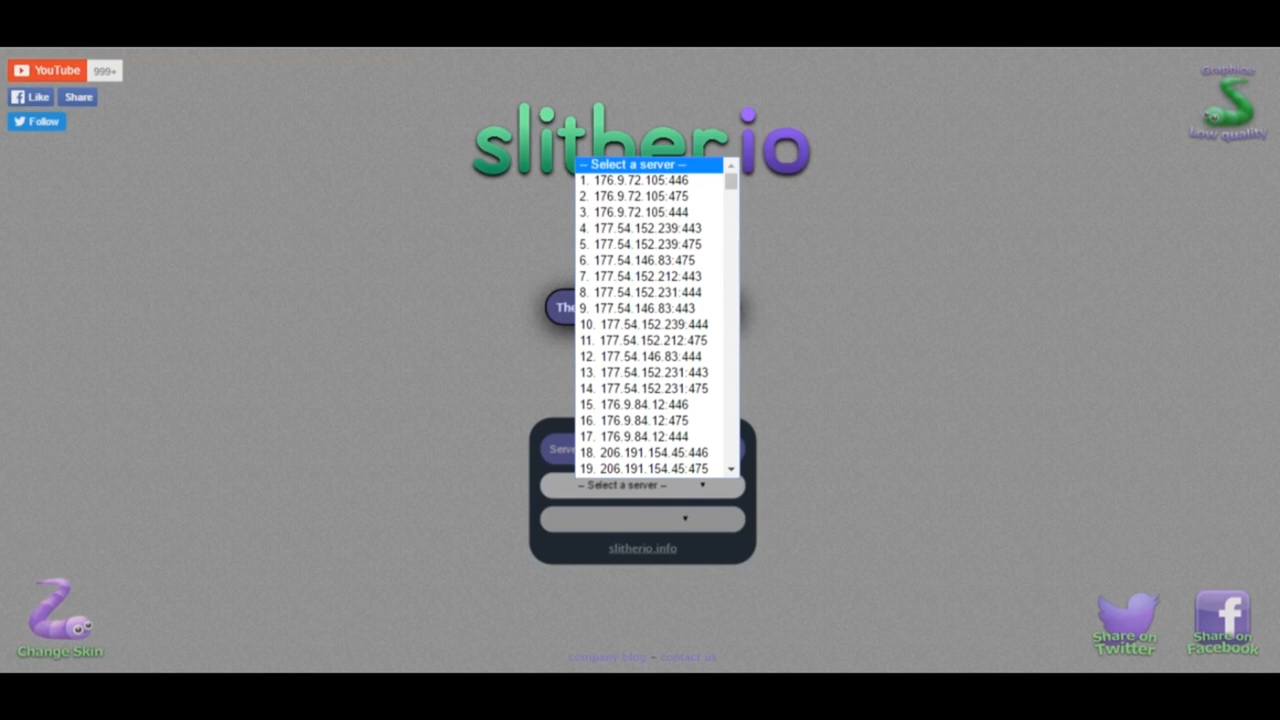 YouTube 999+
Like Share
Follow
slither.io
Graphics
Low quality
-- Select a server --
1. 176.9.72.105:446
2. 176.9.72.105:475
3. 176.9.72.105:444
4. 177.54.152.239:443
5. 177.54.152.239:475
6. 177.54.146.83:475
7. 177.54.152.212:443
8. 177.54.152.231:444
9. 177.54.146.83:443
10. 177.54.152.239:444
11. 177.54.152.212:475
12. 177.54.146.83:444
13. 177.54.152.231:443
14. 177.54.152.231:475
15. 176.9.84.12:446
16. 176.9.84.12:475
17. 176.9.84.12:444
18. 206.191.154.45:446
19. 206.191.154.45:475
The
Serve
-- Select a server --
slitherio.info
Change Skin
company blog - contact us
Share on
Twitter
Share on
Facebook